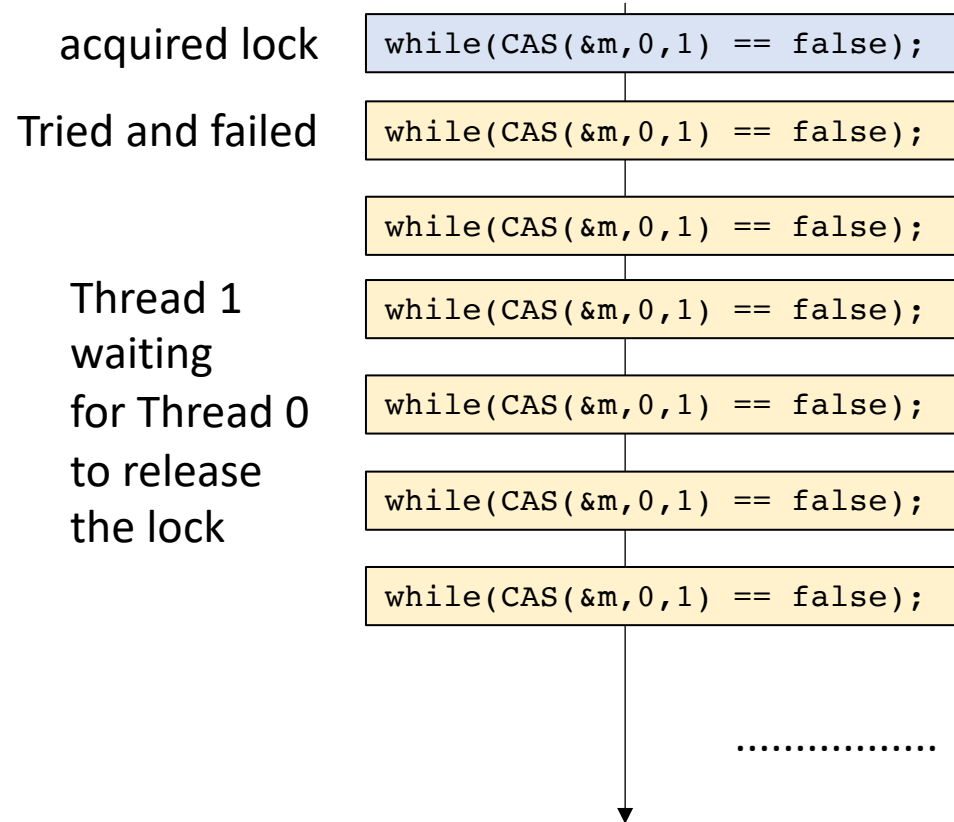 acquired lock
while(CAS(&m,0,1) == false);
Tried and failed
while(CAS(&m,0,1) == false);
while(CAS(&m,0,1) == false);
Thread 1
waiting
for Thread 0
to release
the lock
while(CAS(&m,0,1) == false);
while(CAS(&m,0,1) == false);
while(CAS(&m,0,1) == false);
while(CAS(&m,0,1) == false);
.................